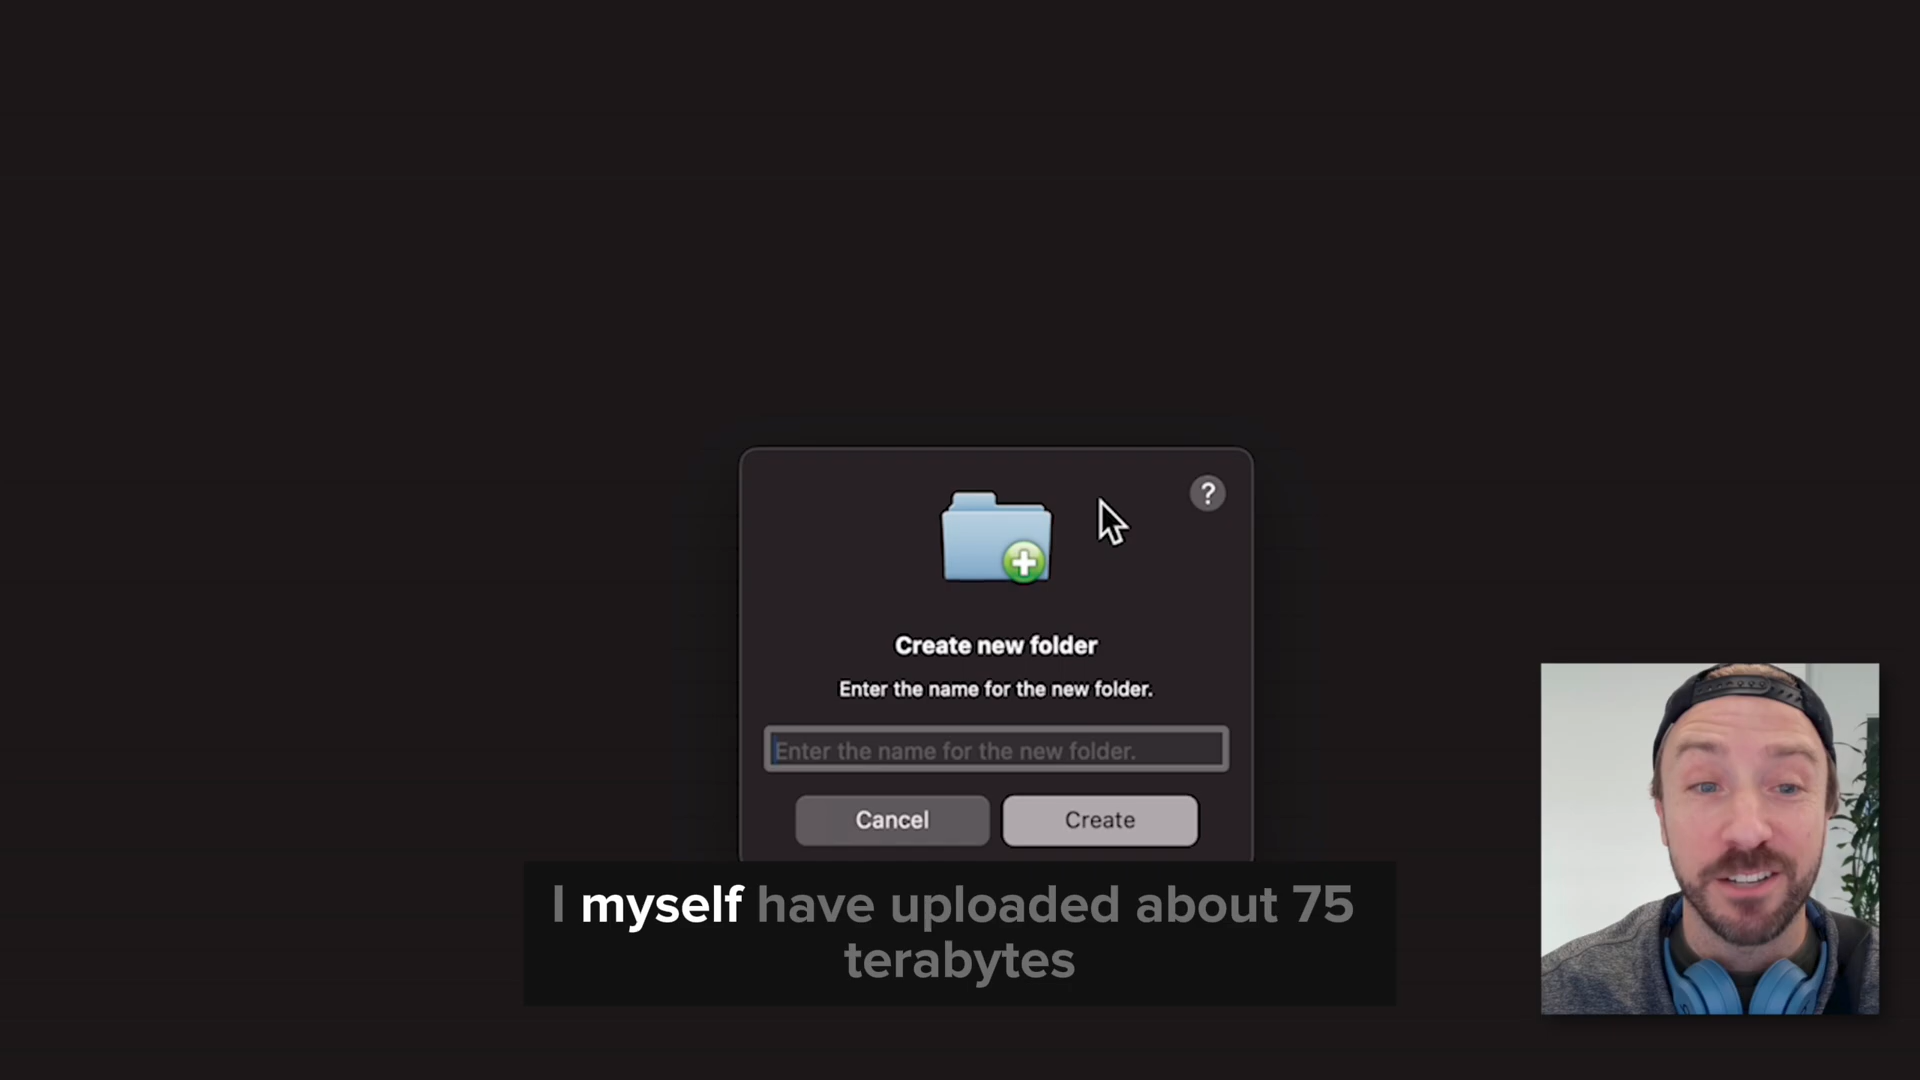 ?
Create new folder
Enter the name for the new folder.
Enter the name for the new folder.
Cancel
Create
I myself have uploaded about 75
terabytes